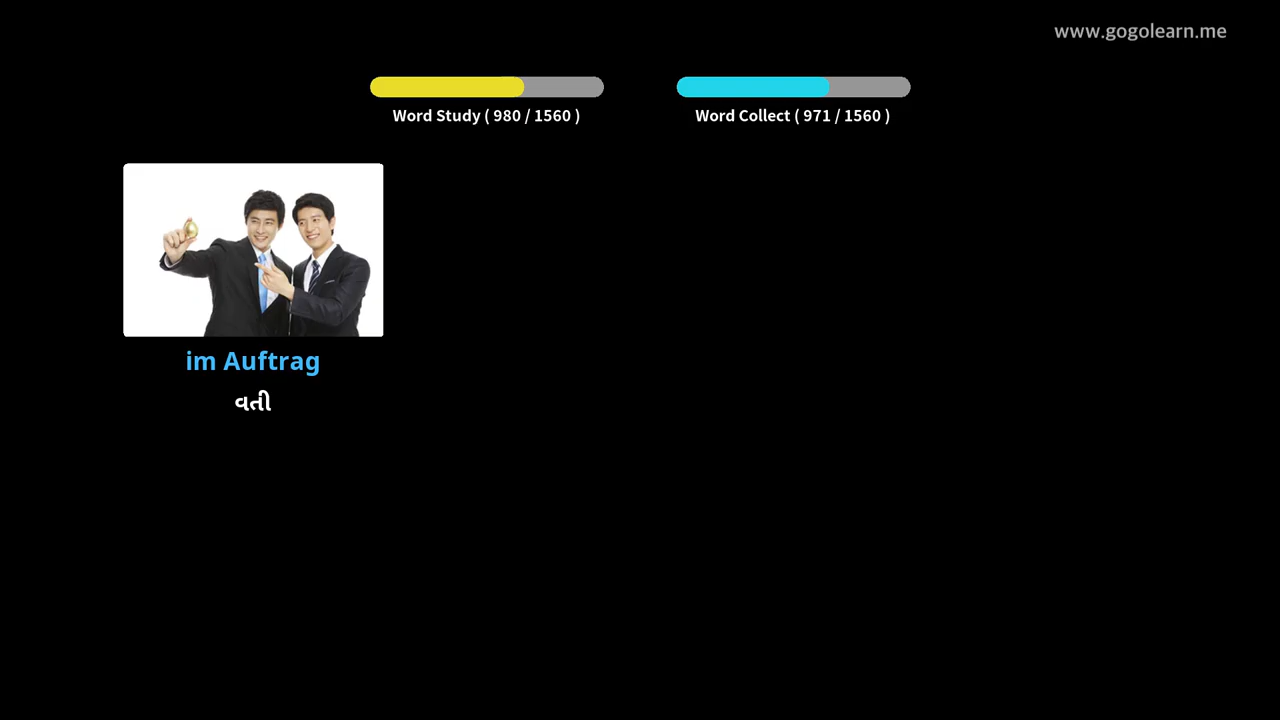 www.gogolearn.me
Word Study ( 980 / 1560 )
Word Collect ( 971 / 1560 )
im Auftrag
વતી